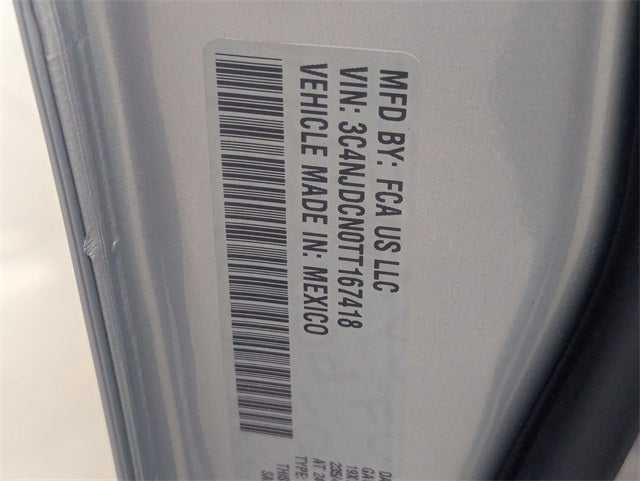 MFD BY: FCA US LLC
VIN: 3C4NJDCN0TT167418
VEHICLE MADE IN: MEXICO